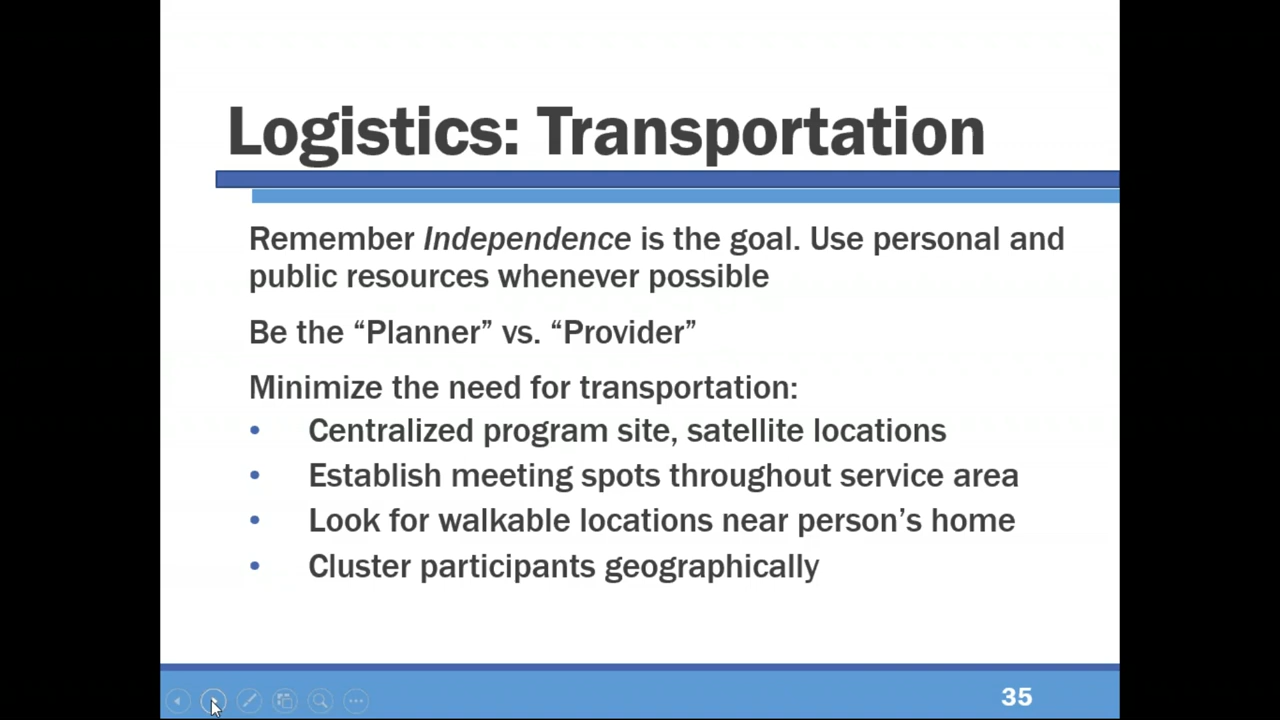 Logistics: Transportation
Remember Independence is the goal. Use personal and
public resources whenever possible
Be the “Planner” vs. “Provider”
Minimize the need for transportation:
• Centralized program site, satellite locations
• Establish meeting spots throughout service area
• Look for walkable locations near person’s home
• Cluster participants geographically
35